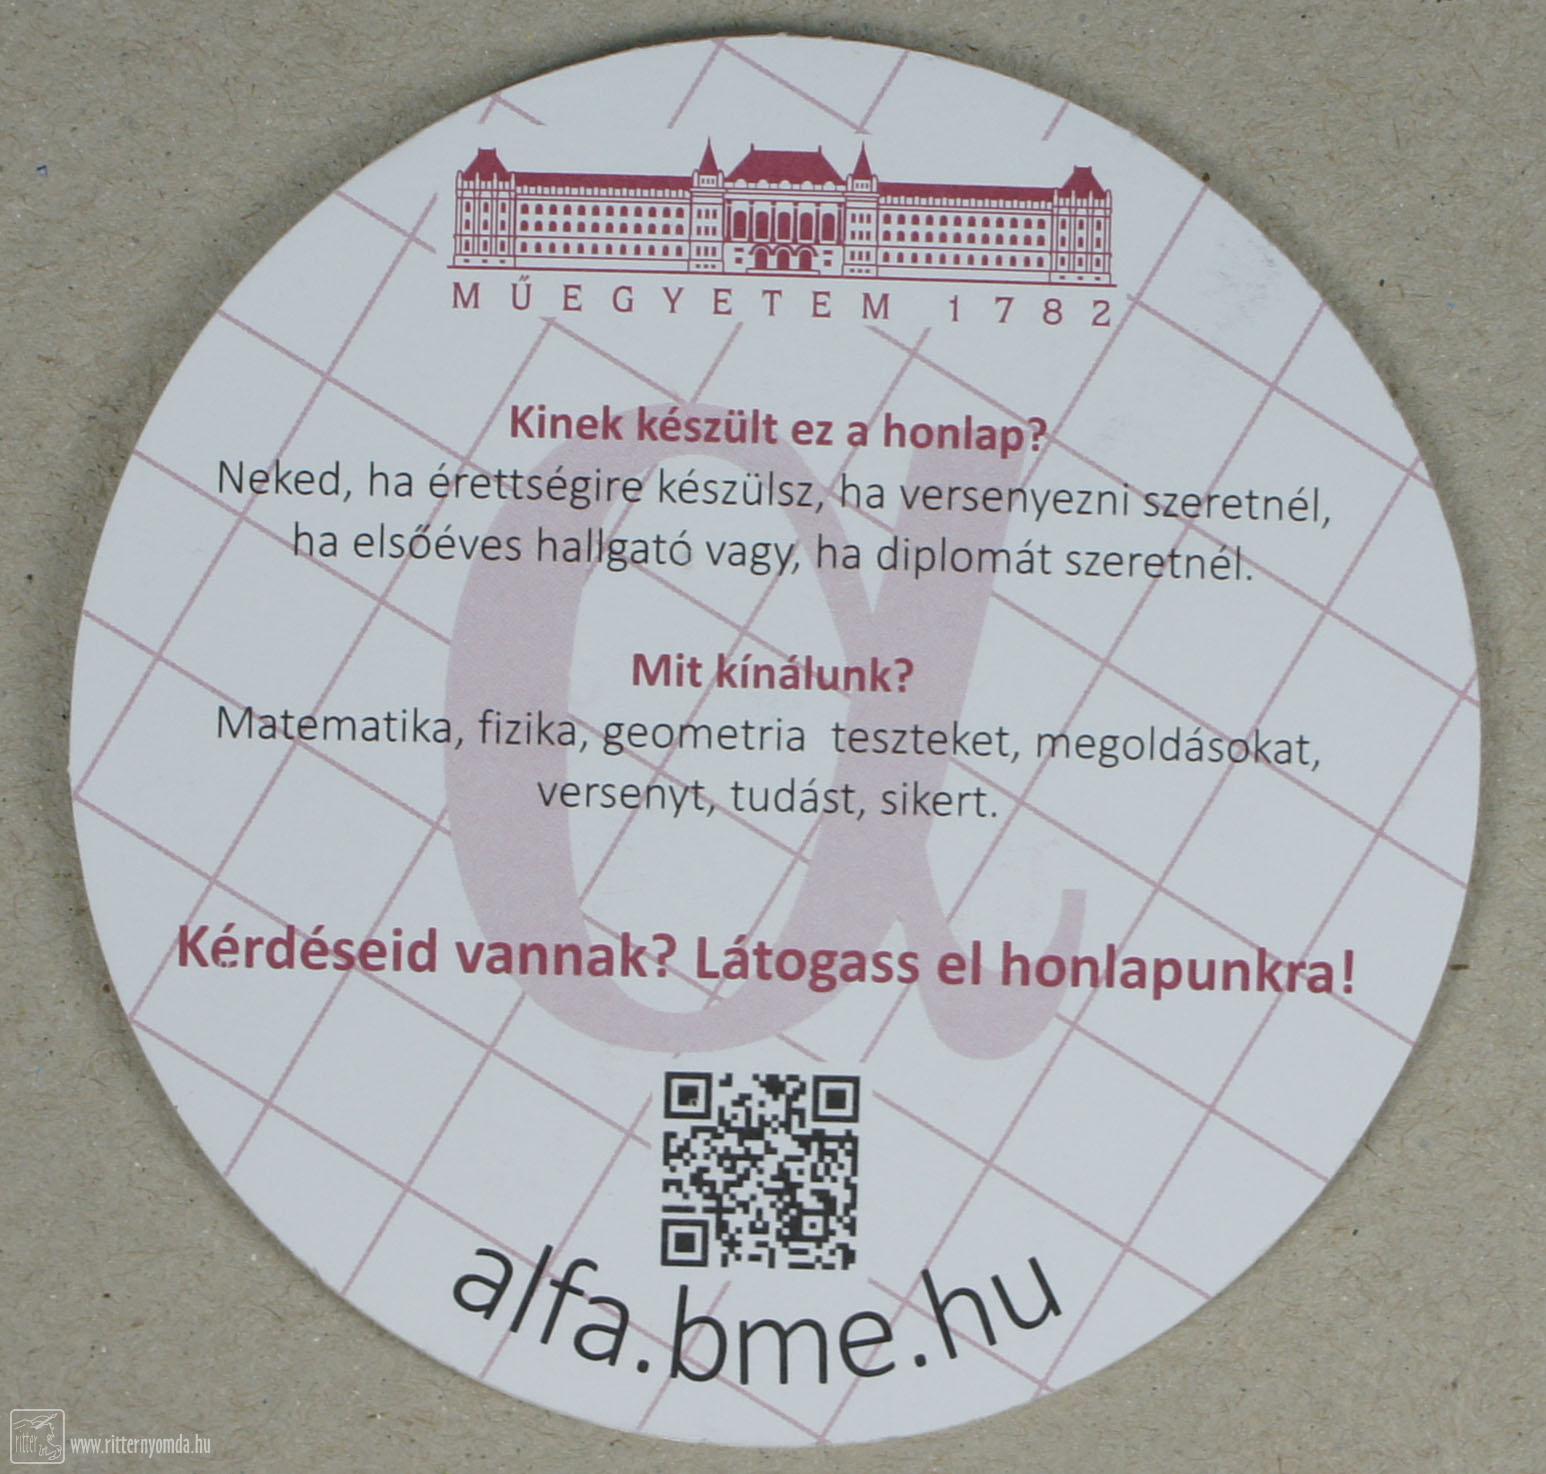 MŰEGYETEM 1782
Kinek készült ez a honlap?
Neked, ha érettségire készülsz, ha versenyezni szeretnél,
ha elsőéves hallgató vagy, ha diplomát szeretnél.
Mit kínálunk?
Matematika, fizika, geometria teszteket, megoldásokat,
versenyt, tudást, sikert.
Kérdéseid vannak? Látogass el honlapunkra!
alfa.bme.hu
ritter
www.ritternyomda.hu